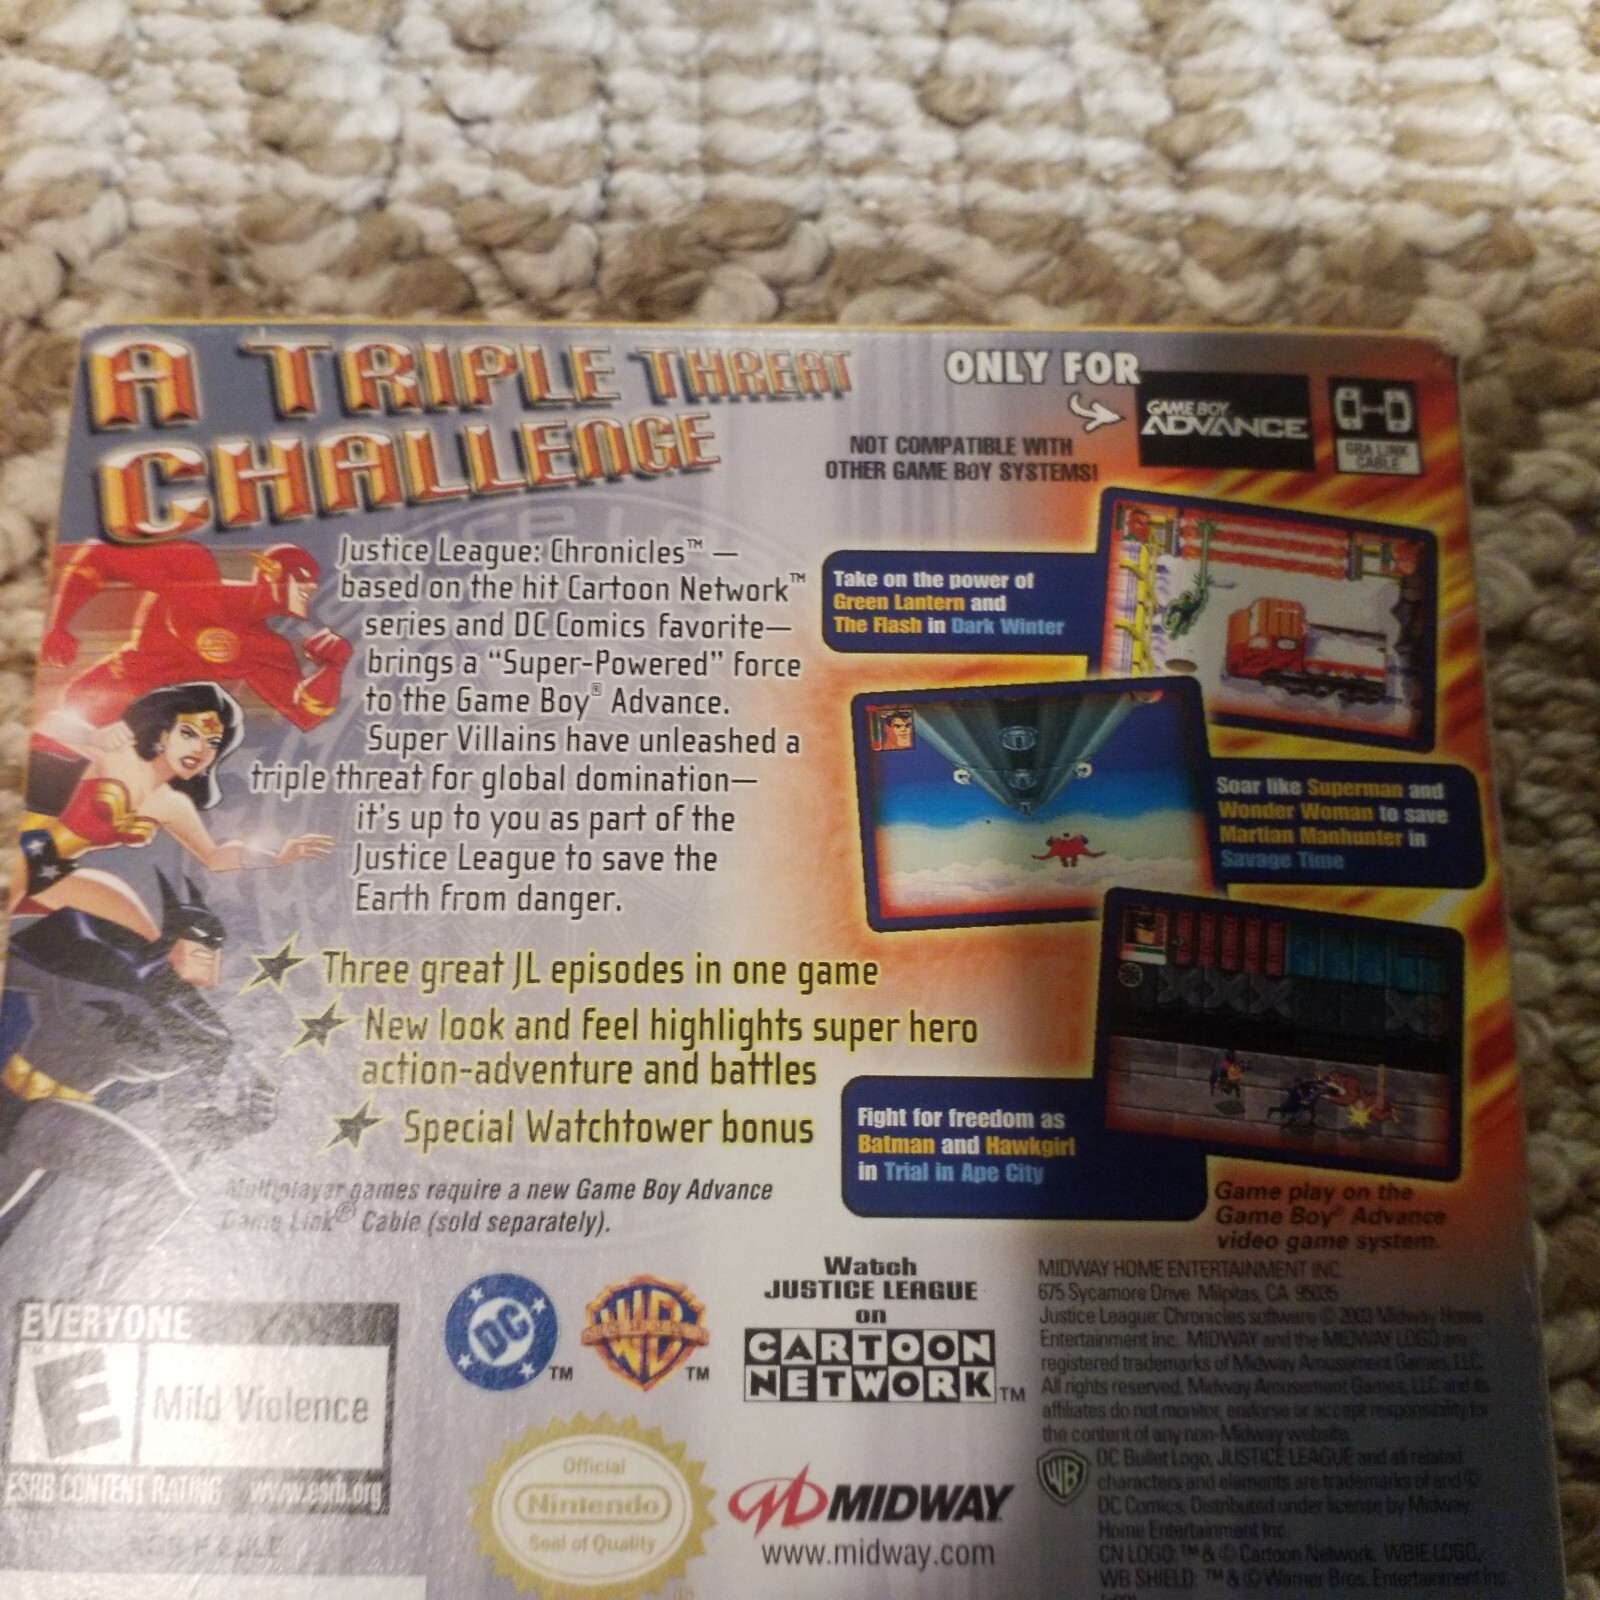 A TRIPLE THREAT
CHALLENGE
ONLY FOR
GAME BOY
ADVANCE
GBA LINK
CABLE
NOT COMPATIBLE WITH
OTHER GAME BOY SYSTEMS!
Justice League: Chronicles™ —
based on the hit Cartoon Network™
series and DC Comics favorite—
brings a “Super-Powered” force
to the Game Boy® Advance.
Super Villains have unleashed a
triple threat for global domination—
it's up to you as part of the
Justice League to save the
Earth from danger.
Take on the power of
Green Lantern and
The Flash in Dark Winter
Soar like Superman and
Wonder Woman to save
Martian Manhunter in
Savage Time
Three great JL episodes in one game
New look and feel highlights super hero
action-adventure and battles
Special Watchtower bonus
Fight for freedom as
Batman and Hawkgirl
in Trial in Ape City
Multiplayer games require a new Game Boy Advance
Game Link® Cable (sold separately).
Game play on the
Game Boy® Advance
video game system.
EVERYONE
E
Mild Violence
ESRB CONTENT RATING www.esrb.org
DC TM
WB TM
Watch
JUSTICE LEAGUE
on
CARTOON
NETWORK TM
Official
Nintendo
Seal of Quality
MIDWAY
www.midway.com
MIDWAY HOME ENTERTAINMENT INC.
675 Sycamore Drive Milpitas, CA 95035
Justice League: Chronicles software © 2003 Midway Home
Entertainment Inc. MIDWAY and the MIDWAY LOGO are
registered trademarks of Midway Amusement Games, LLC.
All rights reserved. Midway Amusement Games, LLC and its
affiliates do not monitor, endorse or accept responsibility for
the content of any non-Midway website.
WB
DC Bullet Logo, JUSTICE LEAGUE and all related
characters and elements are trademarks of and ©
DC Comics. Distributed under license by Midway
Home Entertainment Inc.
CN LOGO: ™ & © Cartoon Network. WBIE LOGO,
WB SHIELD: ™ & © Warner Bros. Entertainment Inc.